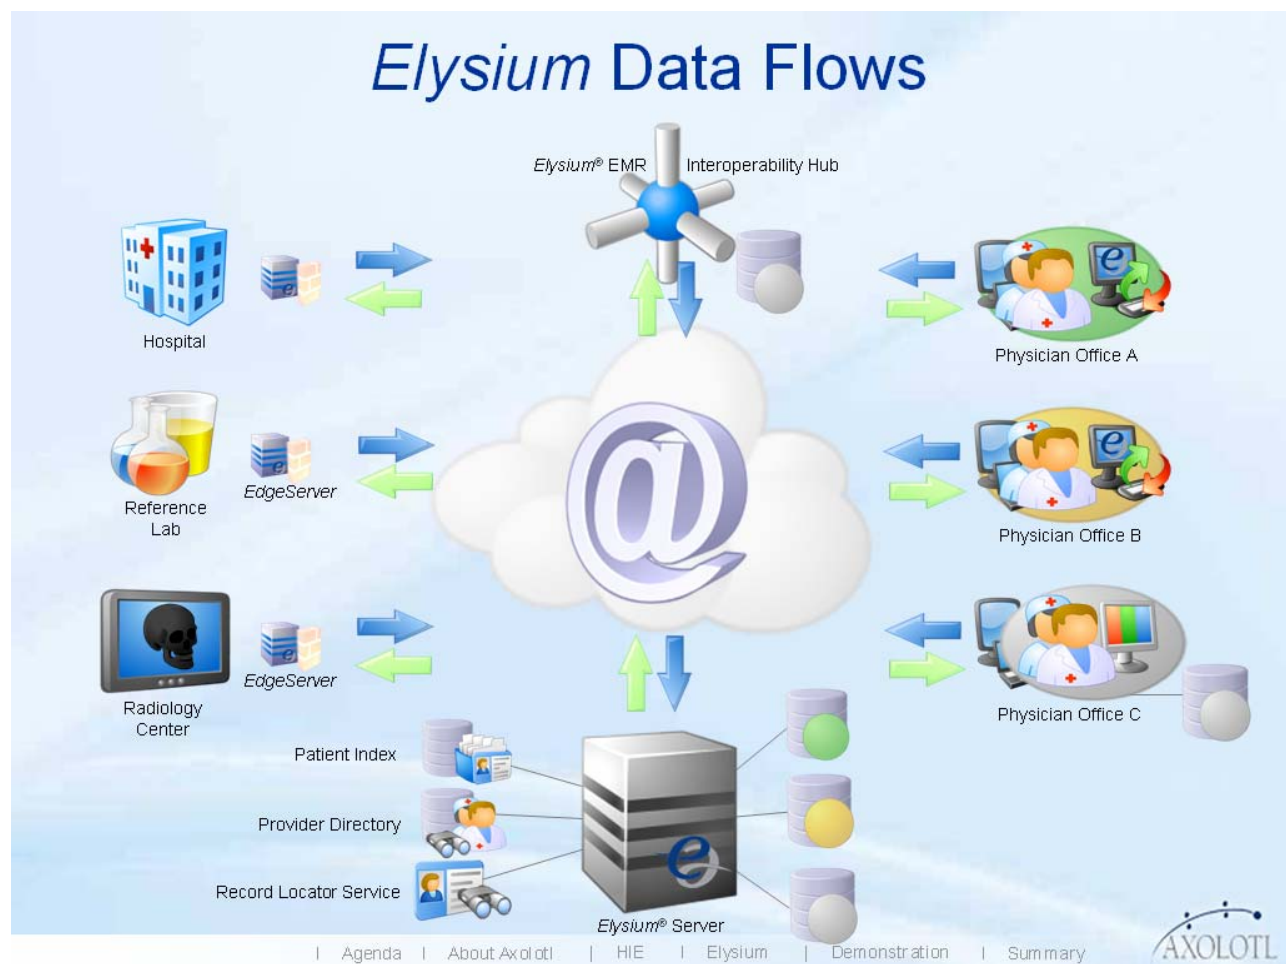 Elysium Data Flows
Elysium® EMR Interoperability Hub
Hospital
Physician Office A
Reference
Lab
EdgeServer
Physician Office B
Radiology
Center
EdgeServer
Physician Office C
Patient Index
Provider Directory
Record Locator Service
Elysium® Server
| Agenda | About Axolotl | HIE | Elysium | Demonstration | Summary
AXOLOTL